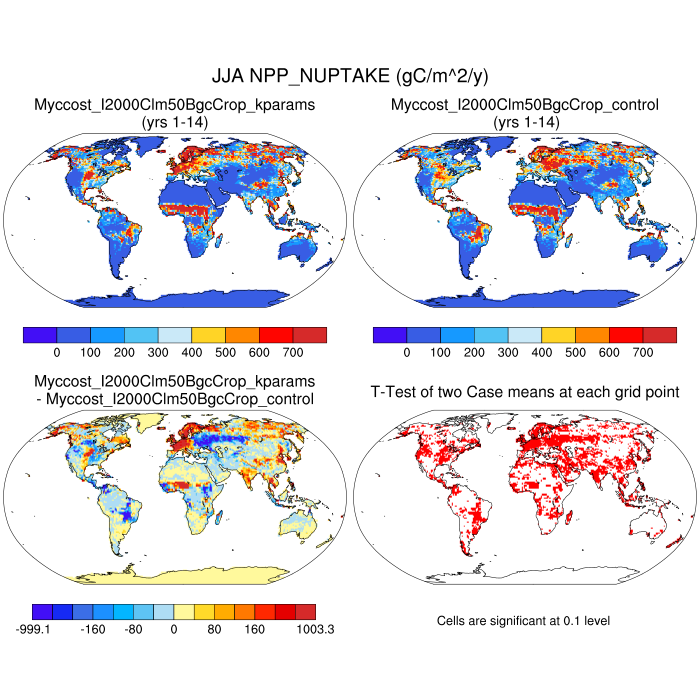 JJA NPP_NUPTAKE (gC/m^2/y)
Myccost_I2000Clm50BgcCrop_kparams
(yrs 1-14)
Myccost_I2000Clm50BgcCrop_control
(yrs 1-14)
0 100 200 300 400 500 600 700
0 100 200 300 400 500 600 700
Myccost_I2000Clm50BgcCrop_kparams
- Myccost_I2000Clm50BgcCrop_control
T-Test of two Case means at each grid point
-999.1 -160 -80 0 80 160 1003.3
Cells are significant at 0.1 level